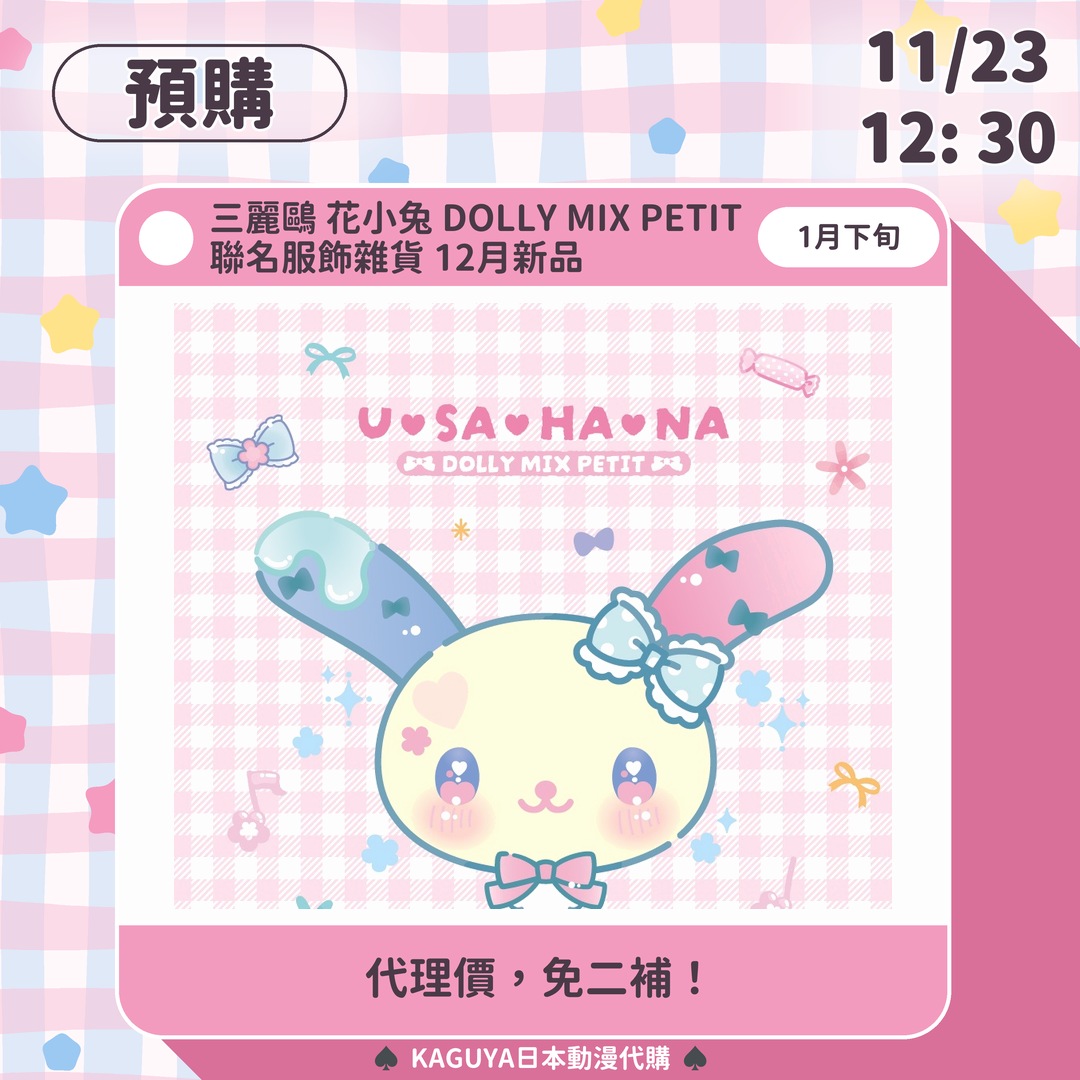 預購
11/23
12: 30
三麗鷗 花小兔 DOLLY MIX PETIT
聯名服飾雜貨 12月新品
1月下旬
U♥SA♥HA♥NA
DOLLY MIX PETIT
代理價，免二補！
♠ KAGUYA日本動漫代購 ♠